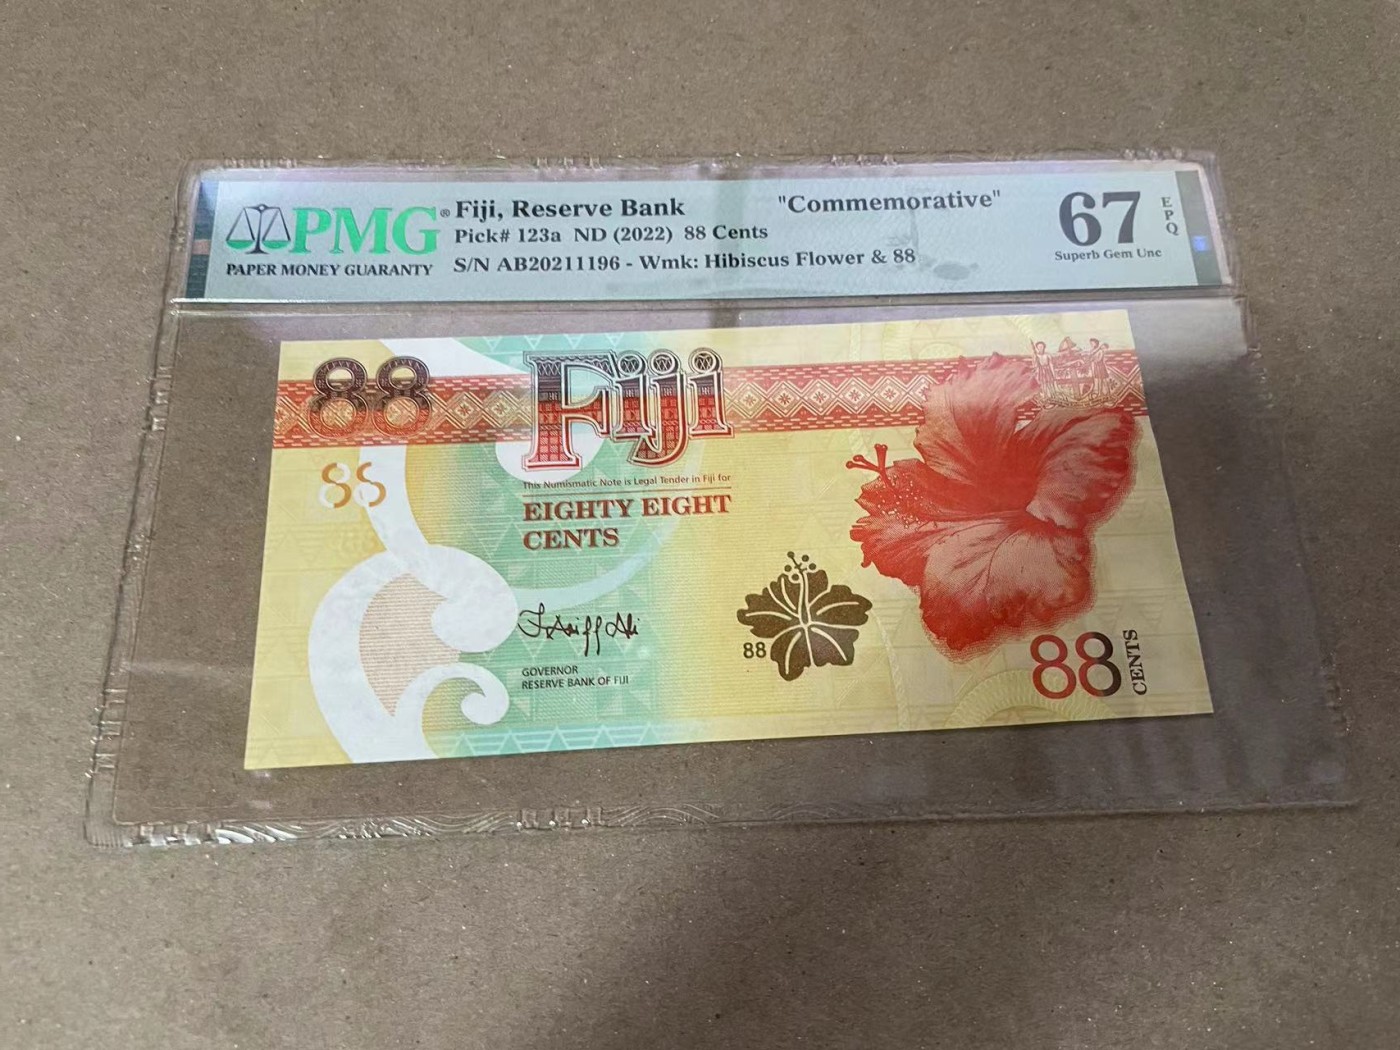 PMG®
PAPER MONEY GUARANTY
Fiji, Reserve Bank "Commemorative"
Pick# 123a ND (2022) 88 Cents
S/N AB20211196 - Wmk: Hibiscus Flower & 88
67
EPQ
Superb Gem Unc
88
Fiji
88
This Numismatic Note is Legal Tender in Fiji for
EIGHTY EIGHT
CENTS
GOVERNOR
RESERVE BANK OF FIJI
88
88
CENTS